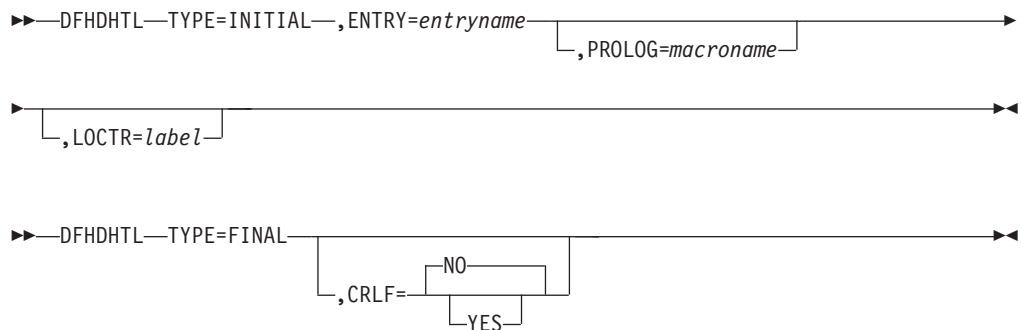 DFHDHTL TYPE=INITIAL ,ENTRY=entryname
,PROLOG=macroname
,LOCTR=label
DFHDHTL TYPE=FINAL
NO
,CRLF=
YES